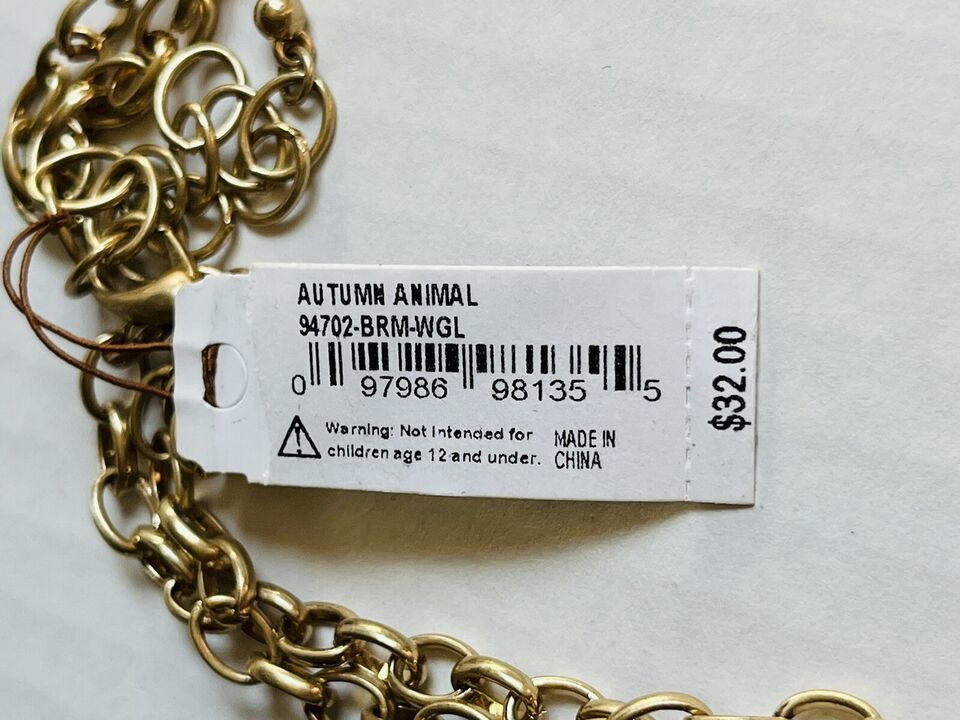 AUTUMN ANIMAL
94702-BRM-WGL
0 97986 98135 5
Warning: Not Intended for
children age 12 and under.
MADE IN
CHINA
$32.00